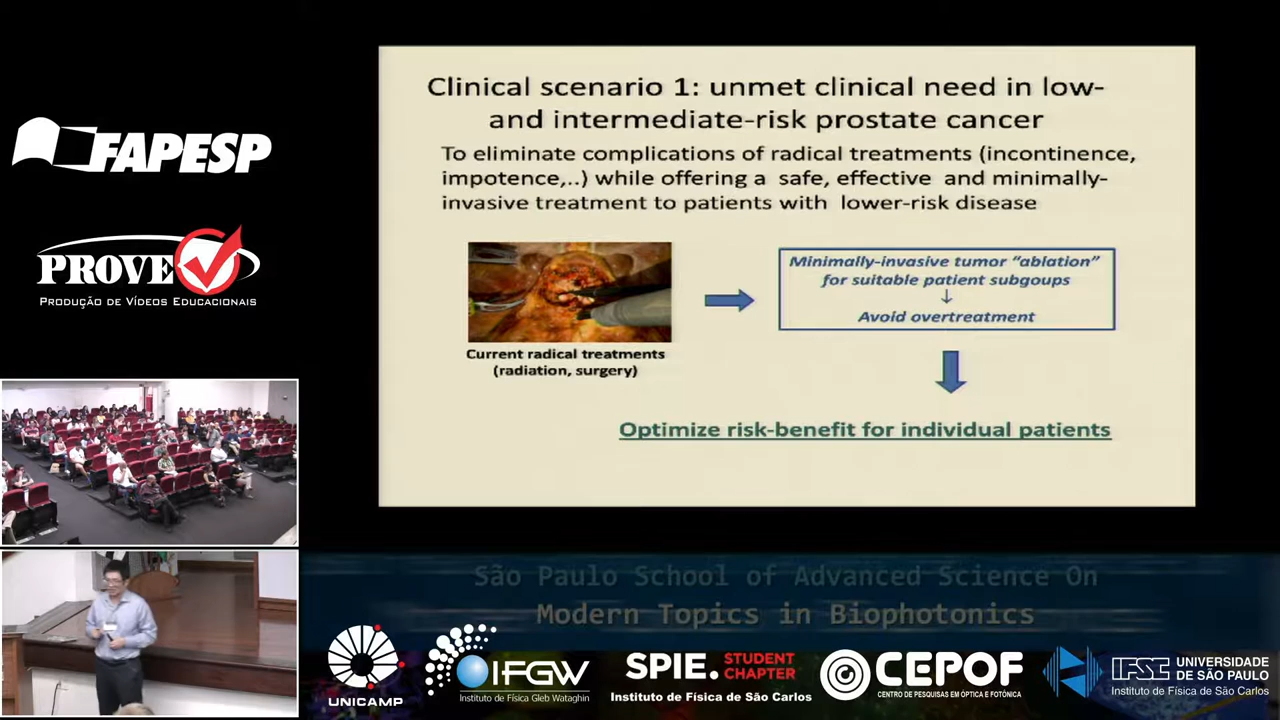 Clinical scenario 1: unmet clinical need in low-
and intermediate-risk prostate cancer
To eliminate complications of radical treatments (incontinence,
impotence,..) while offering a safe, effective and minimally-
invasive treatment to patients with lower-risk disease
Minimally-invasive tumor “ablation”
for suitable patient subgoups
↓
Avoid overtreatment
Current radical treatments
(radiation, surgery)
Optimize risk-benefit for individual patients
FAPESP
PROVE
PRODUÇÃO DE VÍDEOS EDUCACIONAIS
São Paulo School of Advanced Science On
Modern Topics in Biophotonics
UNICAMP
IFGW
Instituto de Física Gleb Wataghin
SPIE. STUDENT
CHAPTER
Instituto de Física de São Carlos
CEPOF
CENTRO DE PESQUISAS EM ÓPTICA E FOTÔNICA
IFSC UNIVERSIDADE
DE SÃO PAULO
Instituto de Física de São Carlos